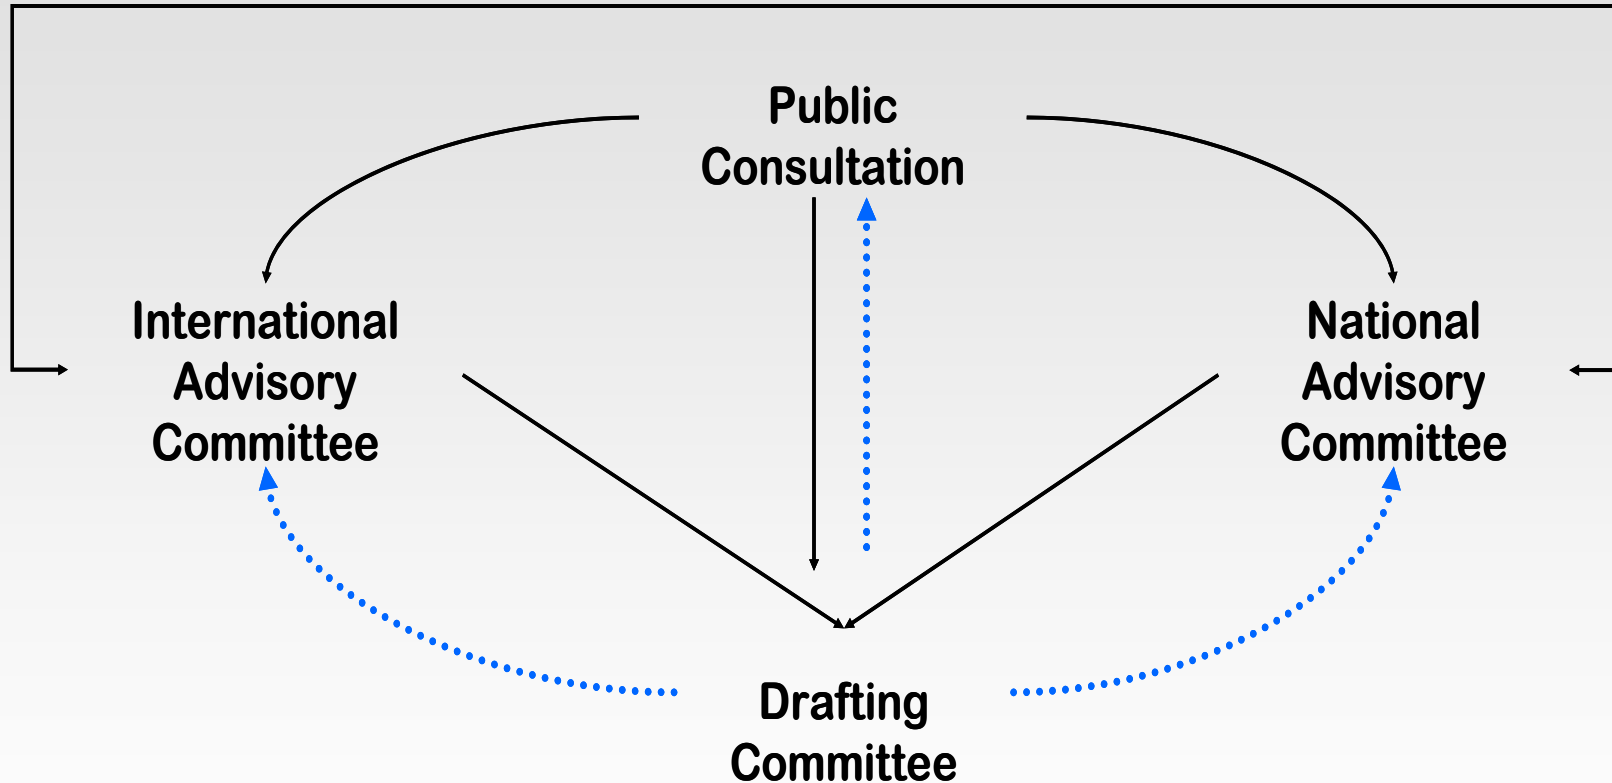 Public
Consultation
International
Advisory
Committee
National
Advisory
Committee
Drafting
Committee